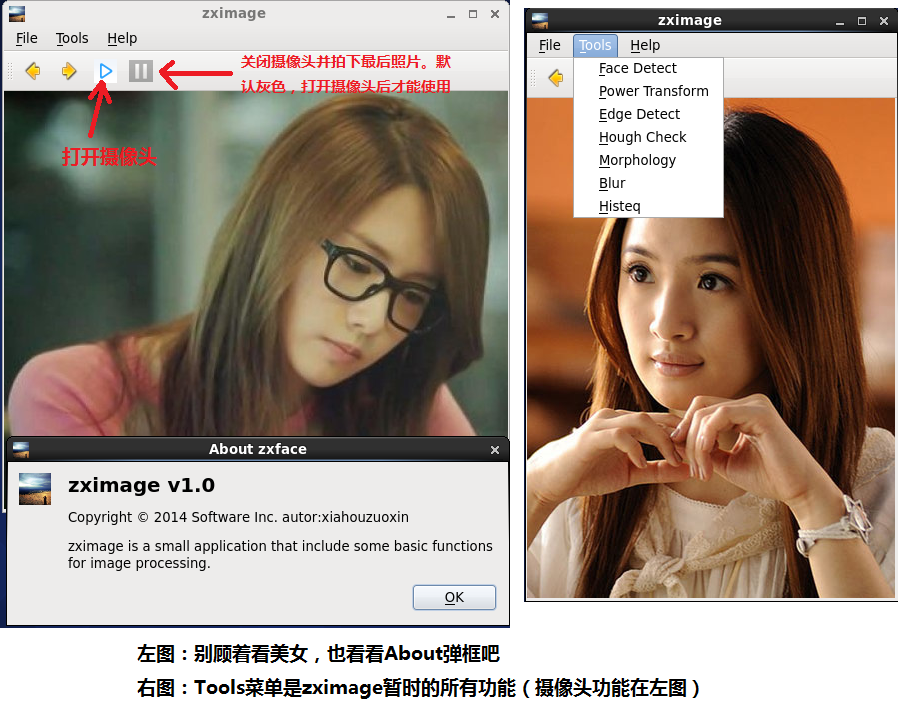 zximage
File Tools Help
关闭摄像头并拍下最后照片。默
认灰色，打开摄像头后才能使用
打开摄像头
About zxface
zximage v1.0
Copyright © 2014 Software Inc. autor:xiahouzuoxin
zximage is a small application that include some basic functions
for image processing.
OK
zximage
File Tools Help
Face Detect
Power Transform
Edge Detect
Hough Check
Morphology
Blur
Histeq
左图：别顾着看美女，也看看About弹框吧
右图：Tools菜单是zximage暂时的所有功能（摄像头功能在左图）